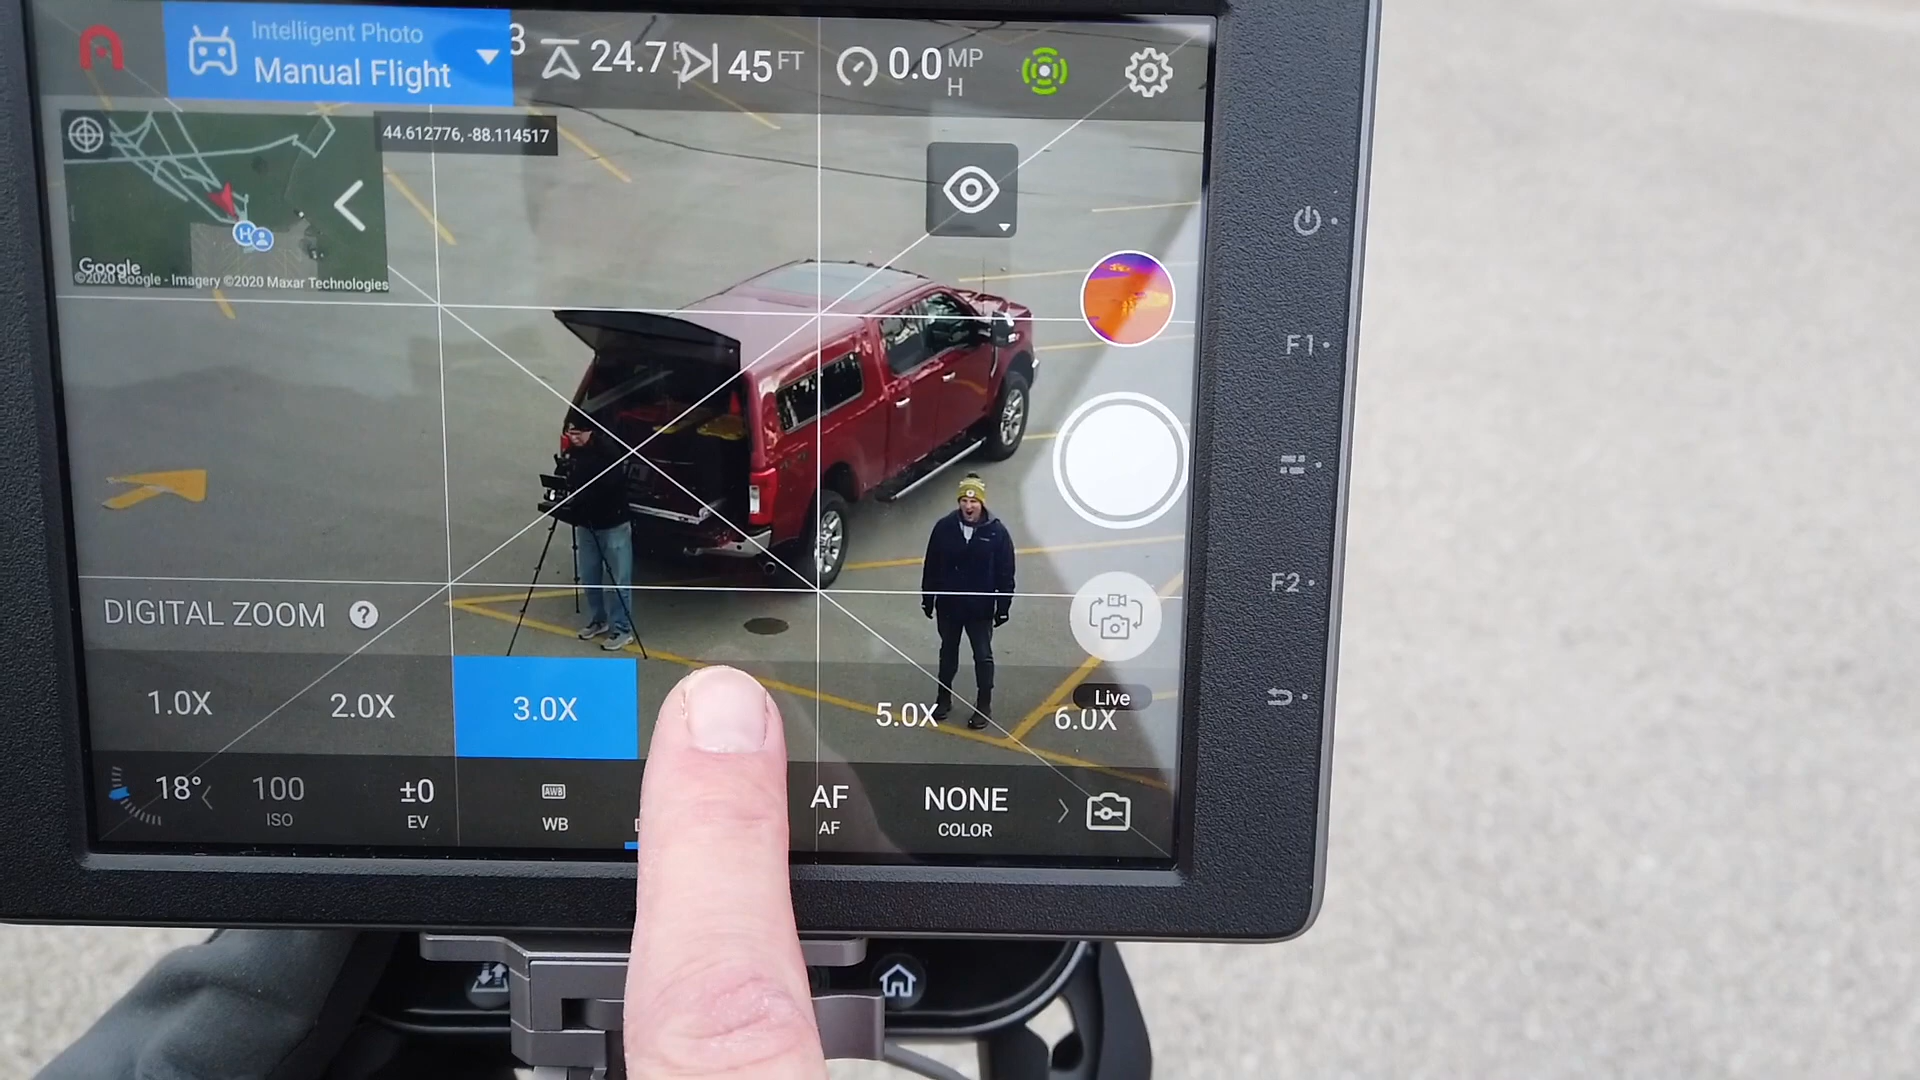 Intelligent Photo
Manual Flight
3
24.7
45 FT
0.0 MP
H
44.612776, -88.114517
H
Google
©2020 Google - Imagery ©2020 Maxar Technologies
F1
F2
DIGITAL ZOOM ?
1.0X
2.0X
3.0X
5.0X
Live
6.0X
18°
100
ISO
±0
EV
AWB
WB
AF
AF
NONE
COLOR